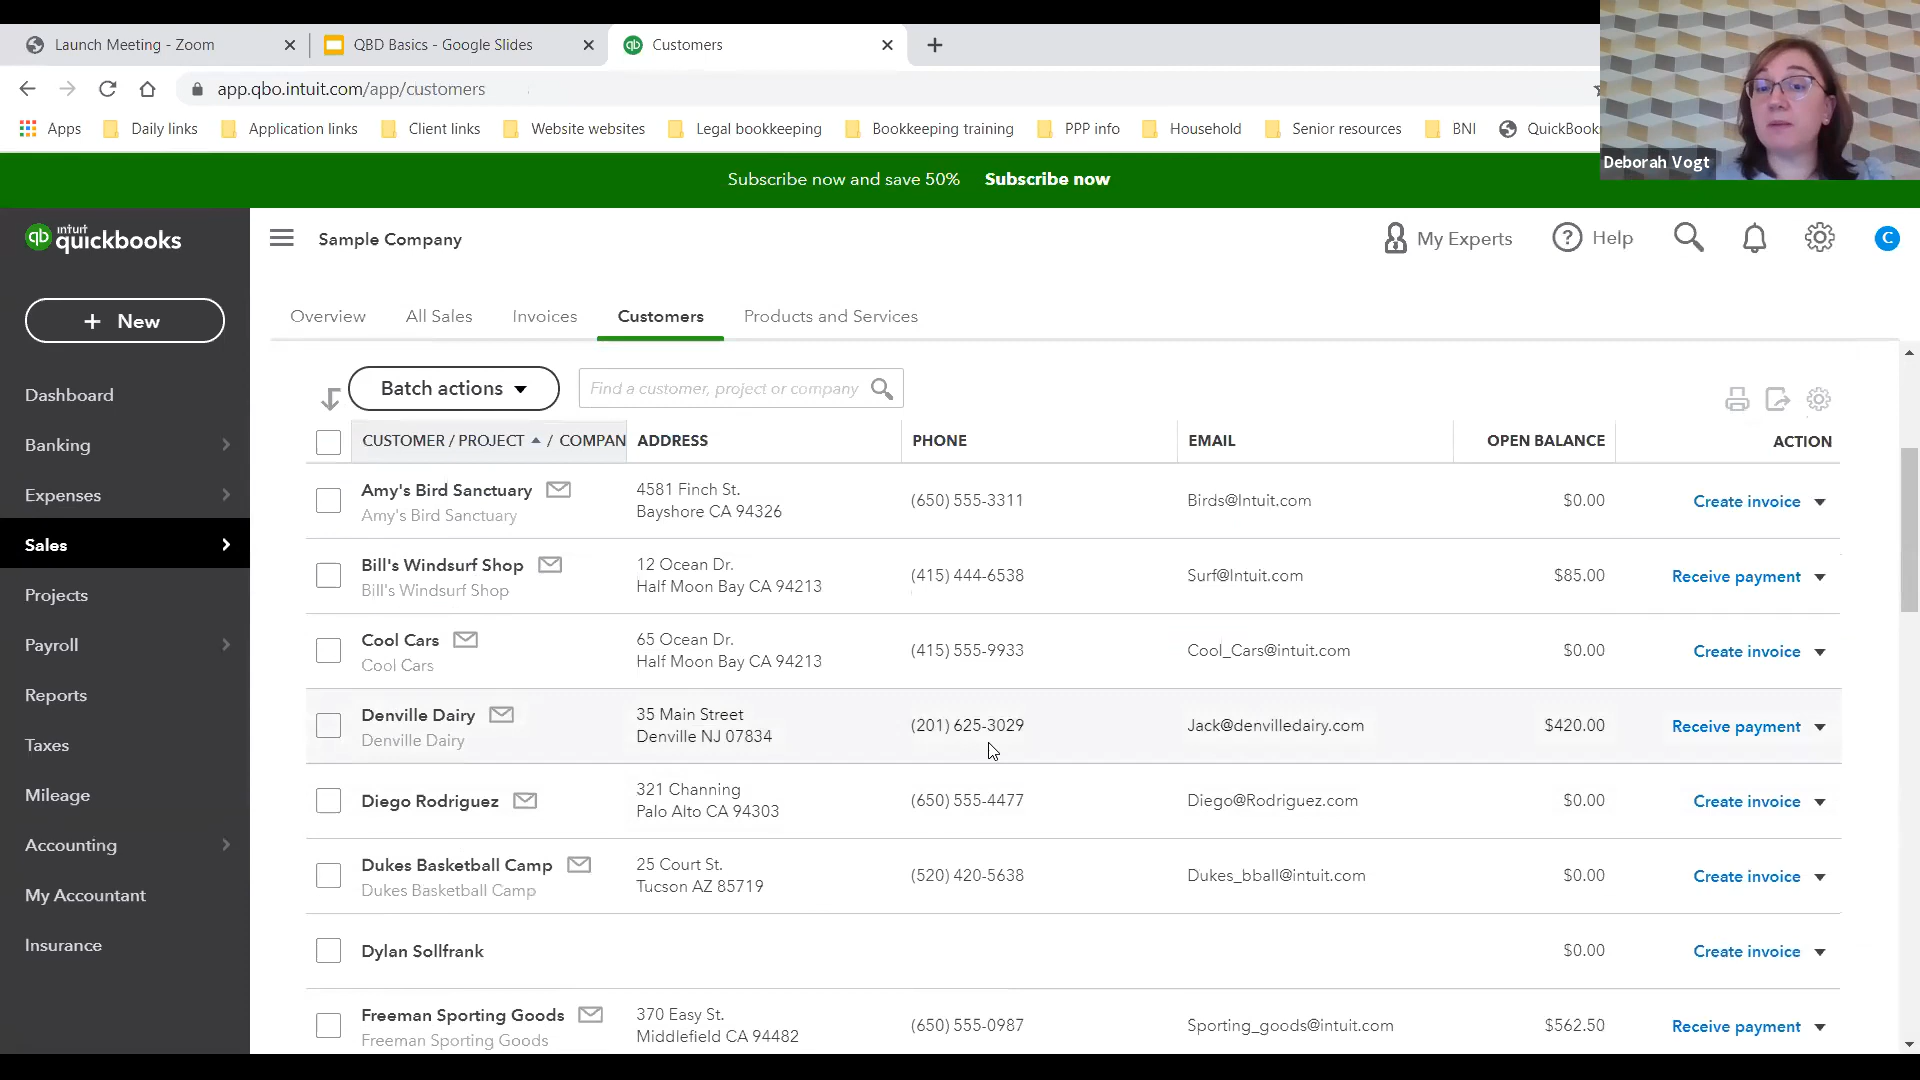 Launch Meeting - Zoom
QBD Basics - Google Slides
Customers
app.qbo.intuit.com/app/customers
Apps
Daily links
Application links
Client links
Website websites
Legal bookkeeping
Bookkeeping training
PPP info
Household
Senior resources
BNI
QuickBook
Deborah Vogt
Subscribe now and save 50% Subscribe now
intuit
quickbooks
Sample Company
My Experts
Help
C
+ New
Dashboard
Banking
Expenses
Sales
Projects
Payroll
Reports
Taxes
Mileage
Accounting
My Accountant
Insurance
Overview
All Sales
Invoices
Customers
Products and Services
Batch actions
Find a customer, project or company
CUSTOMER / PROJECT / COMPAN ADDRESS PHONE EMAIL OPEN BALANCE ACTION
Amy's Bird Sanctuary
Amy's Bird Sanctuary
4581 Finch St.
Bayshore CA 94326
(650) 555-3311
Birds@Intuit.com
$0.00
Create invoice
Bill's Windsurf Shop
Bill's Windsurf Shop
12 Ocean Dr.
Half Moon Bay CA 94213
(415) 444-6538
Surf@Intuit.com
$85.00
Receive payment
Cool Cars
Cool Cars
65 Ocean Dr.
Half Moon Bay CA 94213
(415) 555-9933
Cool_Cars@intuit.com
$0.00
Create invoice
Denville Dairy
Denville Dairy
35 Main Street
Denville NJ 07834
(201) 625-3029
Jack@denvilledairy.com
$420.00
Receive payment
Diego Rodriguez
321 Channing
Palo Alto CA 94303
(650) 555-4477
Diego@Rodriguez.com
$0.00
Create invoice
Dukes Basketball Camp
Dukes Basketball Camp
25 Court St.
Tucson AZ 85719
(520) 420-5638
Dukes_bball@intuit.com
$0.00
Create invoice
Dylan Sollfrank
$0.00
Create invoice
Freeman Sporting Goods
Freeman Sporting Goods
370 Easy St.
Middlefield CA 94482
(650) 555-0987
Sporting_goods@intuit.com
$562.50
Receive payment